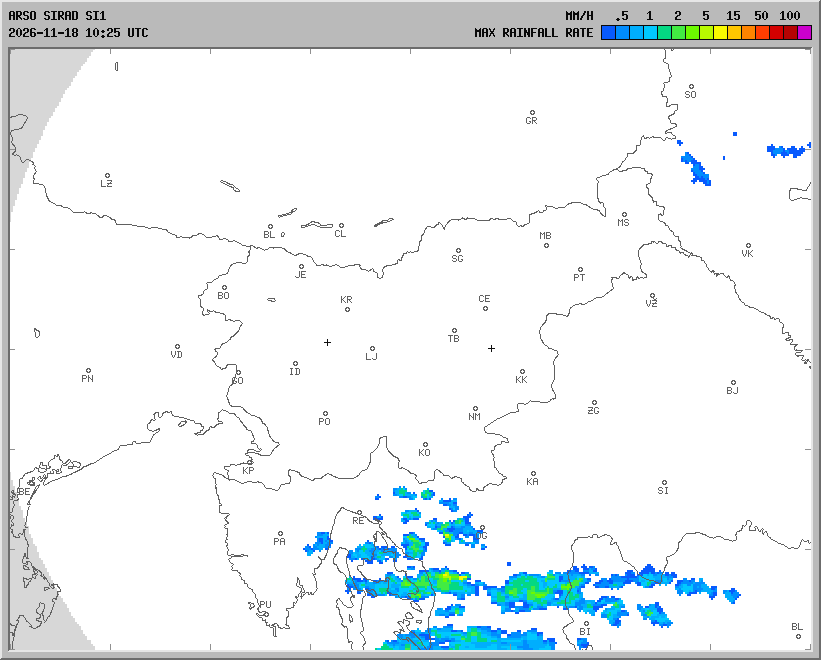 ARSO SIRAD SI1
2026-11-18 10:25 UTC
MM/H .5 1 2 5 15 50 100
MAX RAINFALL RATE
SO
GR
LZ
MS
BL
CL
MB
VK
SG
JE
PT
BO
KR
CE
VŽ
TB
VD
LJ
ID
PN
GO
KK
BJ
ZG
PO
NM
KO
KP
KA
SI
BE
RE
OG
PA
PU
BI
BL